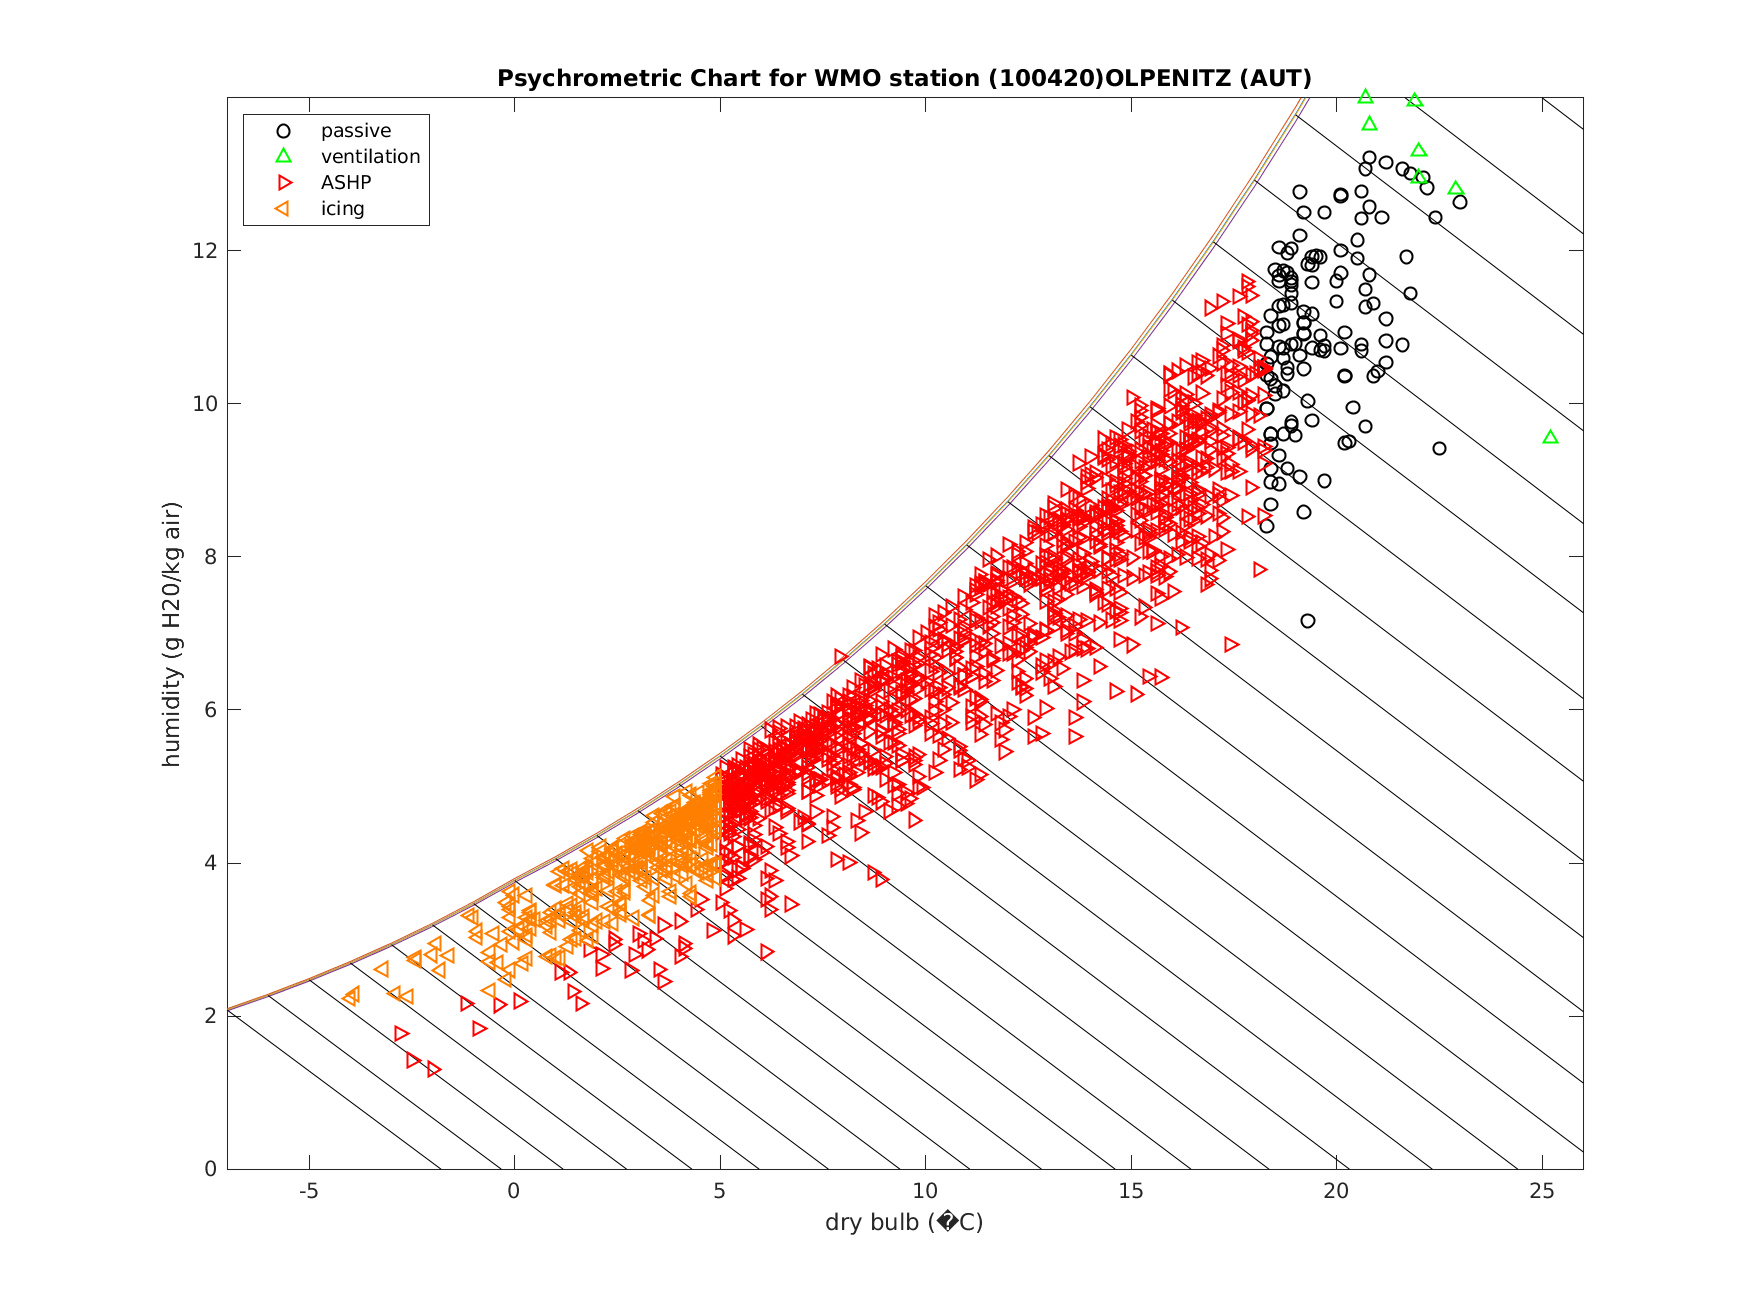 Psychrometric Chart for WMO station (100420)OLPENITZ (AUT)
passive
ventilation
ASHP
icing
humidity (g H20/kg air)
12
10
8
6
4
2
0
-5 0 5 10 15 20 25
dry bulb (�C)